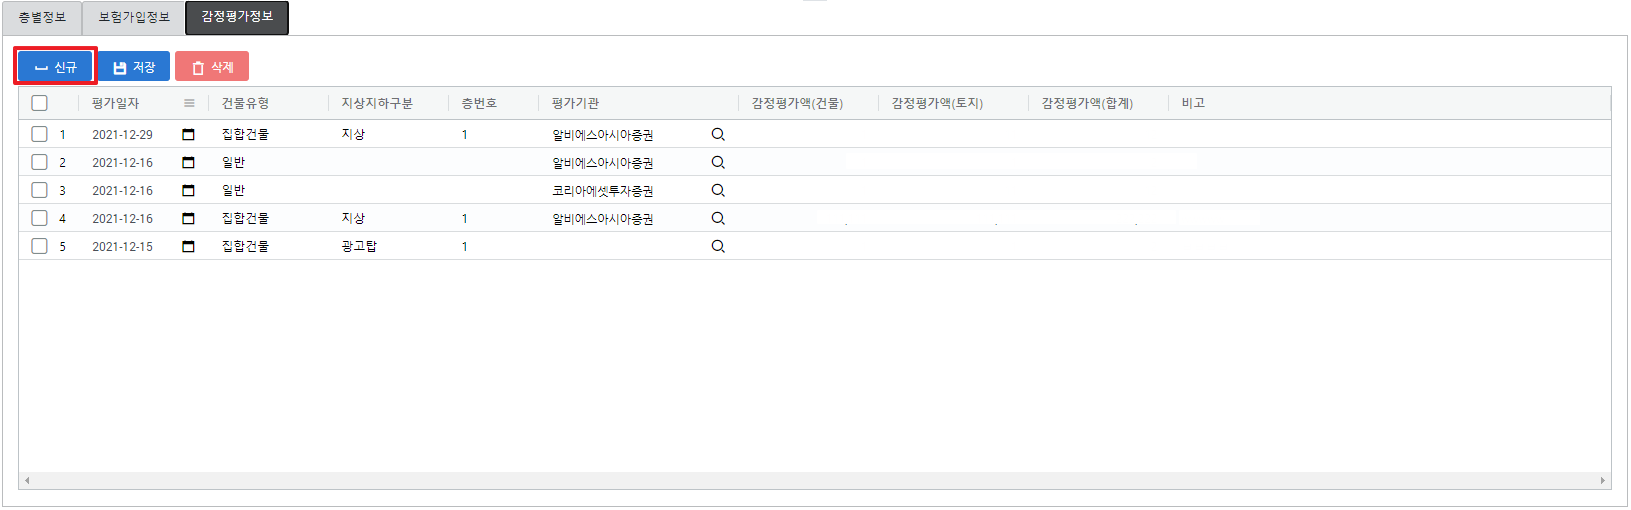 층별정보 보험가입정보 감정평가정보
신규 저장 삭제
평가일자 건물유형 지상지하구분 층번호 평가기관 감정평가액(건물) 감정평가액(토지) 감정평가액(합계) 비고
1 2021-12-29 집합건물 지상 1 알비에스아시아증권
2 2021-12-16 일반 알비에스아시아증권
3 2021-12-16 일반 코리아에셋투자증권
4 2021-12-16 집합건물 지상 1 알비에스아시아증권
5 2021-12-15 집합건물 광고탑 1